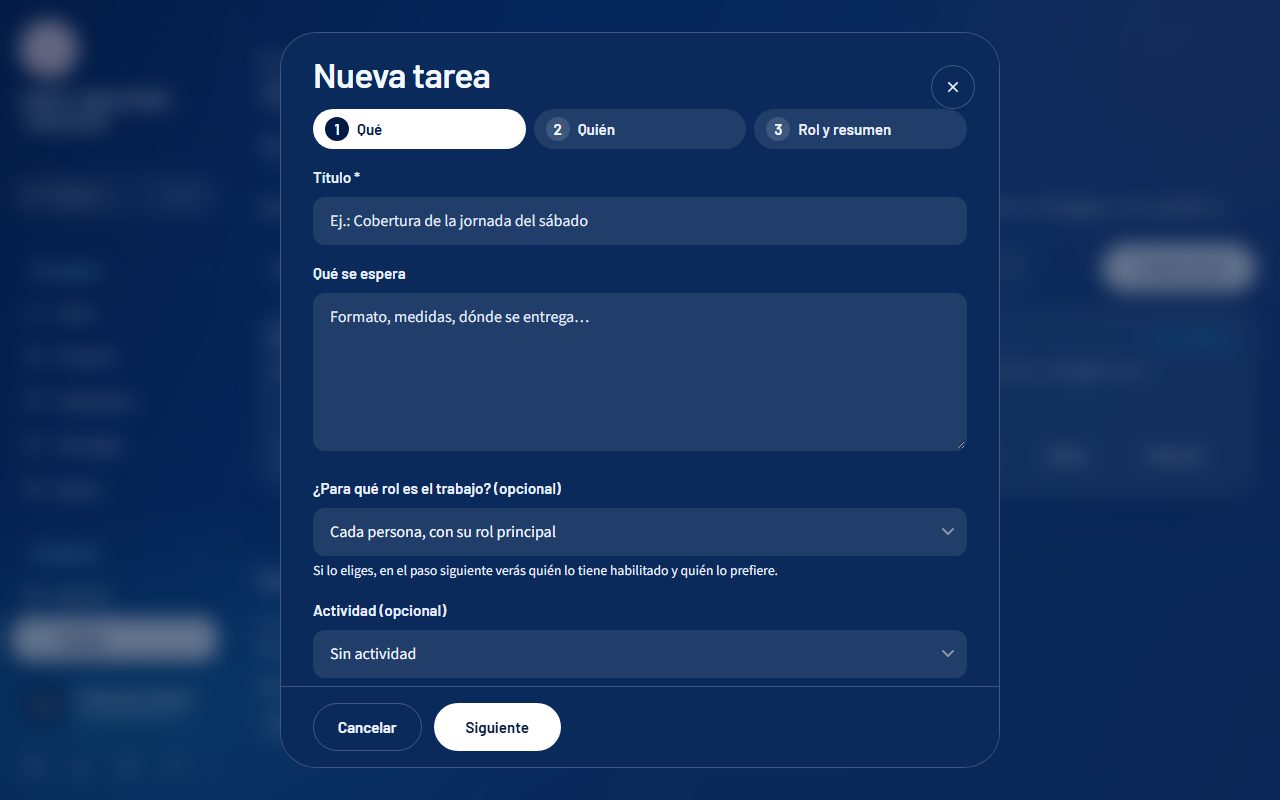 Nueva tarea
1 Qué
2 Quién
3 Rol y resumen
Título *
Ej.: Cobertura de la jornada del sábado
Qué se espera
Formato, medidas, dónde se entrega…
¿Para qué rol es el trabajo? (opcional)
Cada persona, con su rol principal
Si lo eliges, en el paso siguiente verás quién lo tiene habilitado y quién lo prefiere.
Actividad (opcional)
Sin actividad
Cancelar
Siguiente